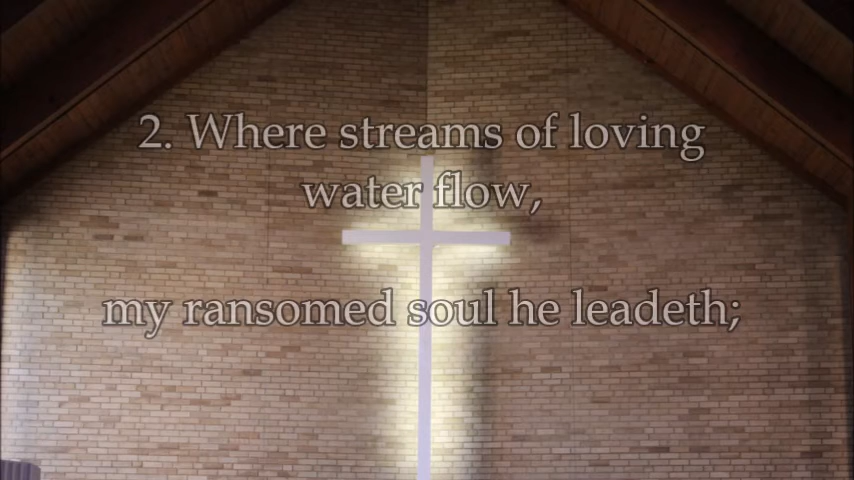 2. Where streams of loving
water flow,
my ransomed soul he leadeth;